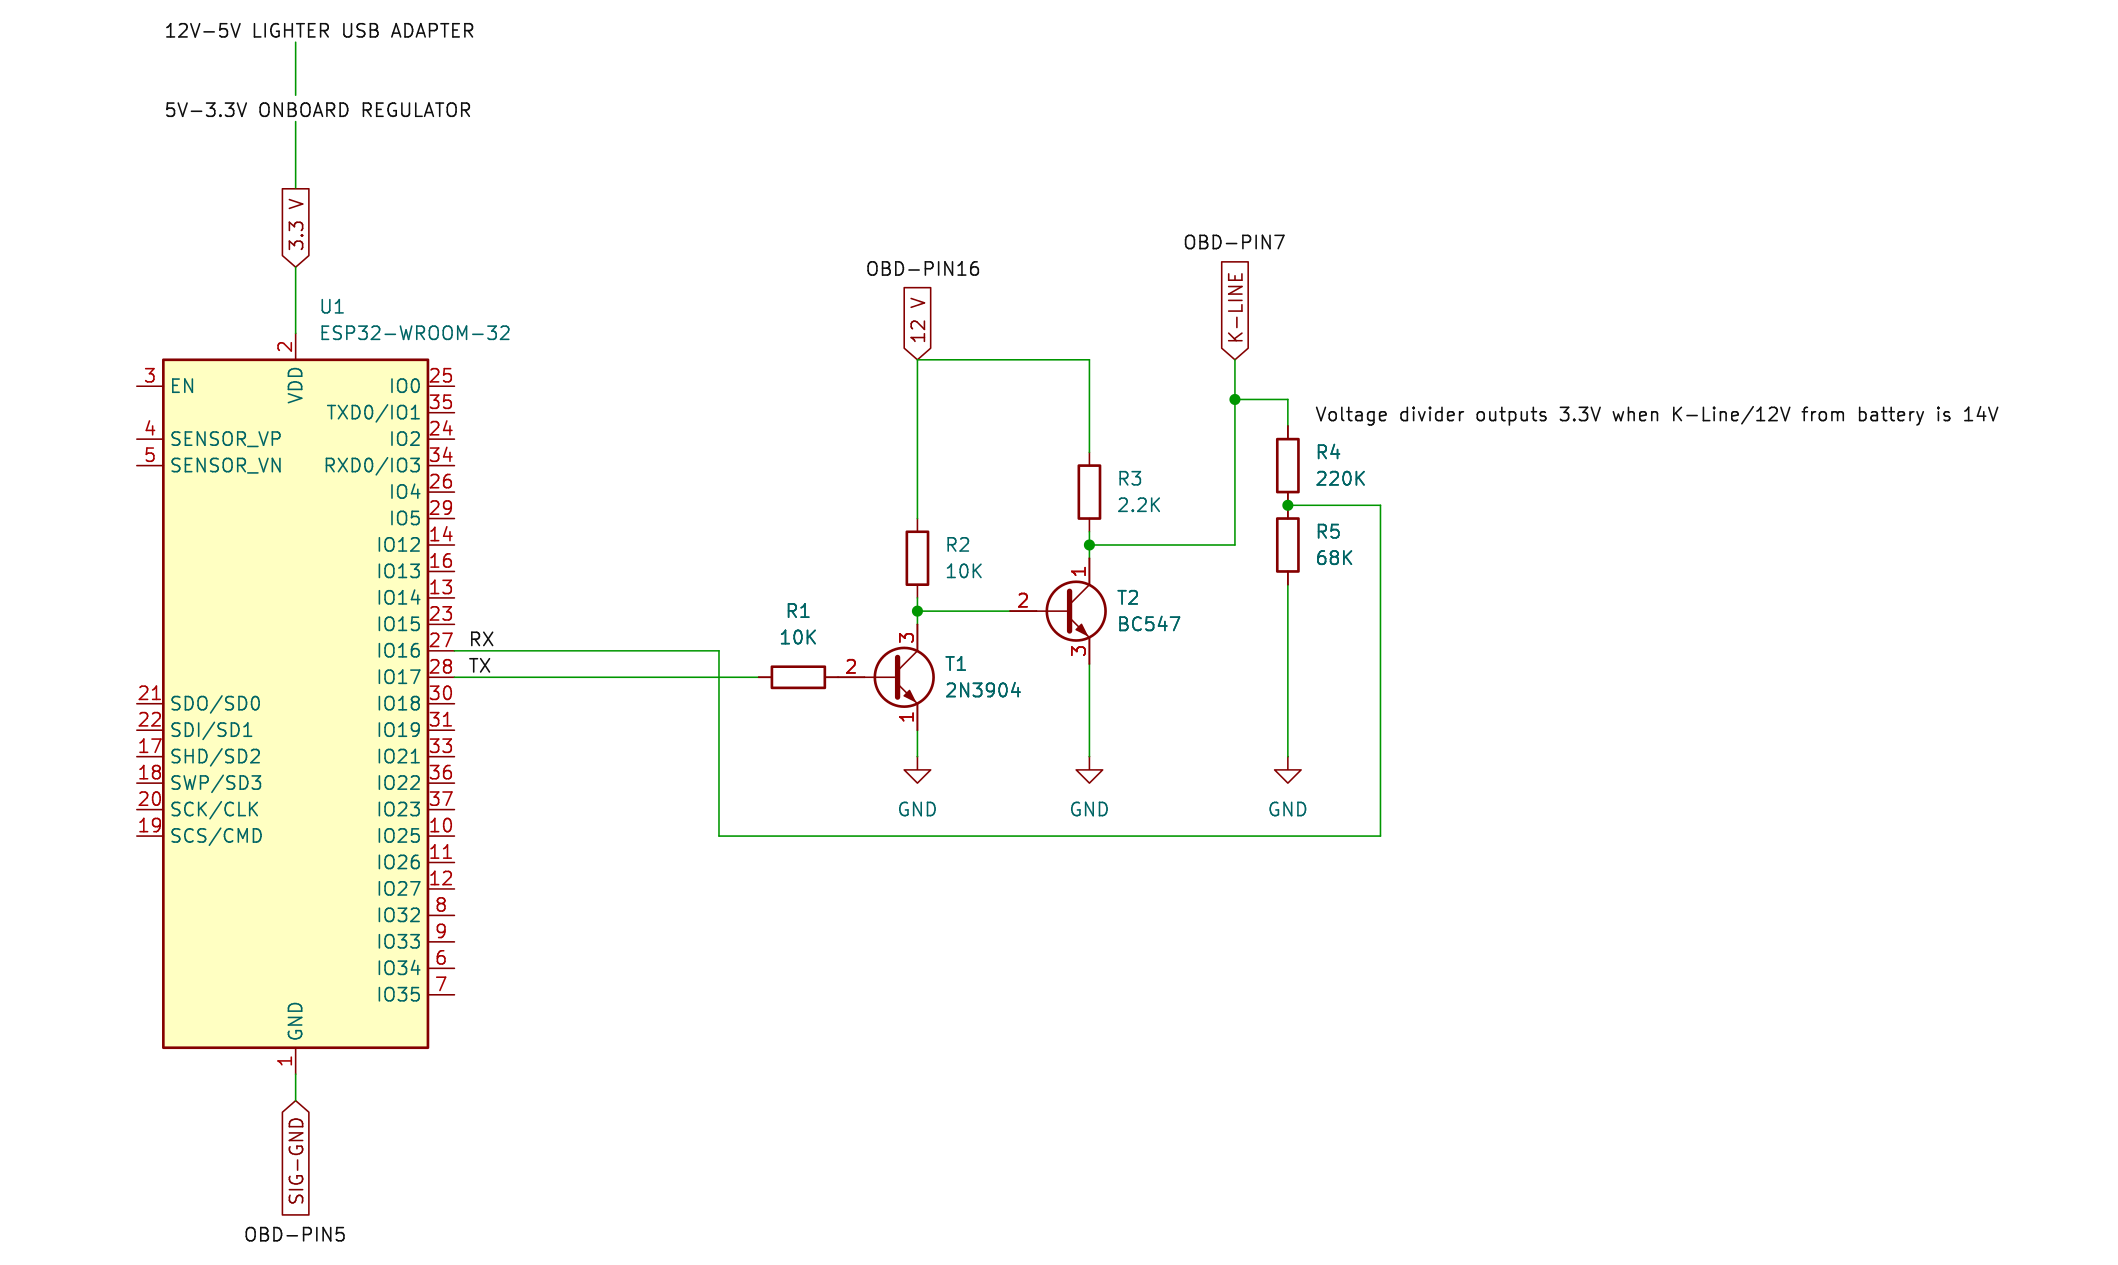 12V-5V LIGHTER USB ADAPTER
5V-3.3V ONBOARD REGULATOR
3.3 V
U1
ESP32-WROOM-32
2
VDD
3 EN
4 SENSOR_VP
5 SENSOR_VN
21 SDO/SD0
22 SDI/SD1
17 SHD/SD2
18 SWP/SD3
20 SCK/CLK
19 SCS/CMD
IO0 25
TXD0/IO1 35
IO2 24
RXD0/IO3 34
IO4 26
IO5 29
IO12 14
IO13 16
IO14 13
IO15 23
IO16 27
IO17 28
IO18 30
IO19 31
IO21 33
IO22 36
IO23 37
IO25 10
IO26 11
IO27 12
IO32 8
IO33 9
IO34 6
IO35 7
GND
1
SIG-GND
OBD-PIN5
RX
TX
R1
10K
OBD-PIN16
12 V
R2
10K
3
2
1
T1
2N3904
GND
R3
2.2K
1
2
3
T2
BC547
GND
OBD-PIN7
K-LINE
Voltage divider outputs 3.3V when K-Line/12V from battery is 14V
R4
220K
R5
68K
GND